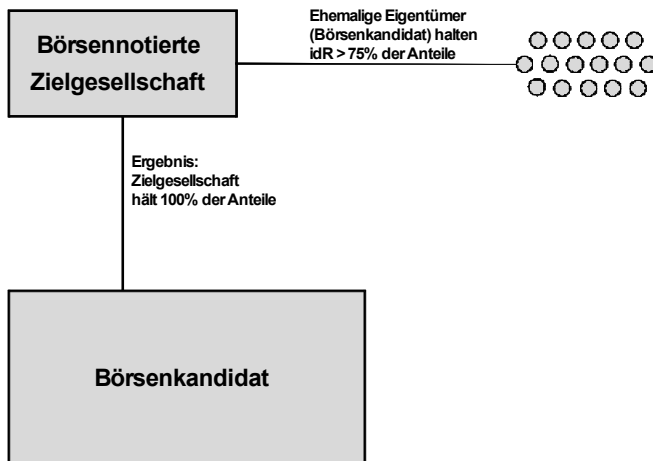 Börsennotierte
Zielgesellschaft
Ehemalige Eigentümer
(Börsenkandidat) halten
idR > 75% der Anteile
Ergebnis:
Zielgesellschaft
hält 100% der Anteile
Börsenkandidat